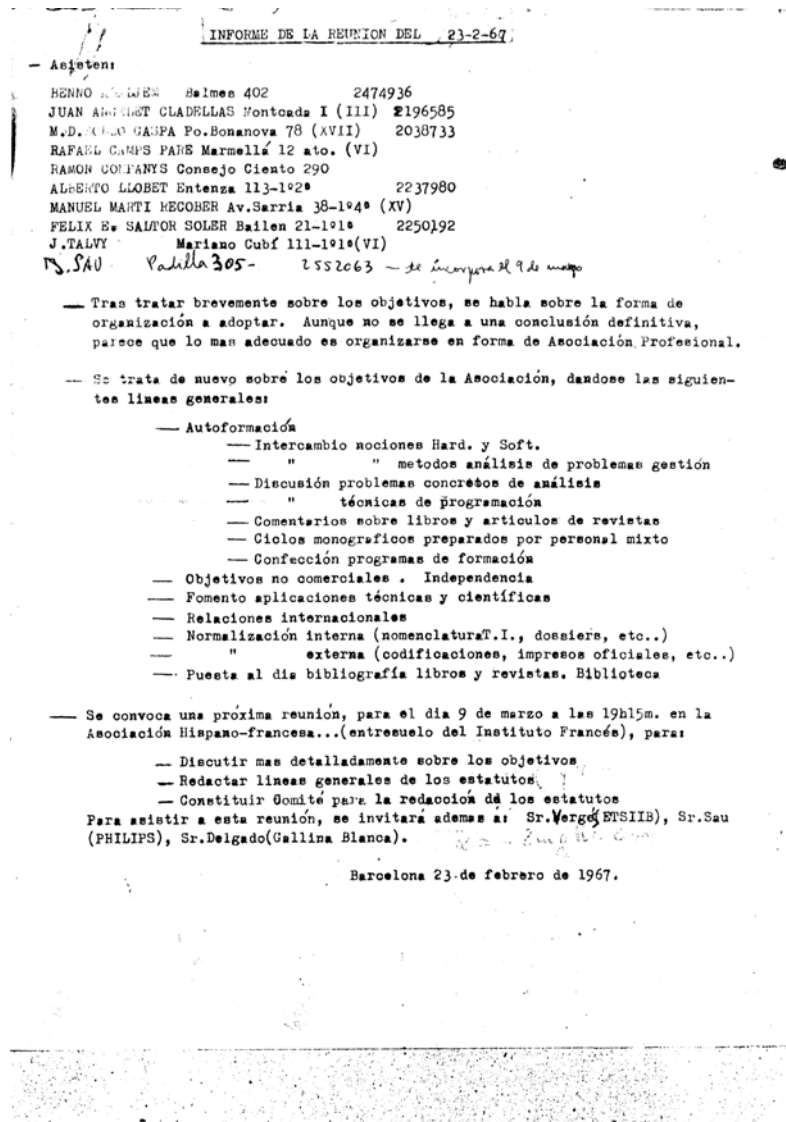 INFORME DE LA REUNION DEL 23-2-67
— Asisten:
BENNO Balmes 402 2474936
JUAN CLADELLAS Montcada I (III) 2196585
M.D. GASPA Po.Bonanova 78 (XVII) 2038733
RAFAEL CAMPS PARE Marmellá 12 ato. (VI)
RAMON COMPANYS Consejo Ciento 290
ALBERTO LLOBET Entenza 113-1º2ª 2237980
MANUEL MARTI RECOBER Av.Sarria 38-1º4ª (XV)
FELIX E. SALTOR SOLER Bailen 21-1º1ª 2250192
J.TALVY Mariano Cubí 111-1º1ª(VI)
B.SAU Padilla 305- 2552063 — se incorpora el 9 de marzo
— Tras tratar brevemente sobre los objetivos, se habla sobre la forma de
organización a adoptar. Aunque no se llega a una conclusión definitiva,
parece que lo mas adecuado es organizarse en forma de Asociación Profesional.
— Se trata de nuevo sobre los objetivos de la Asociación, dandose las siguien-
tes lineas generales:
— Autoformación
— Intercambio nociones Hard. y Soft.
— " " metodos análisis de problemas gestión
— Discusión problemas concretos de análisis
— " técnicas de programación
— Comentarios sobre libros y articulos de revistas
— Ciclos monograficos preparados por personal mixto
— Confección programas de formación
— Objetivos no comerciales . Independencia
— Fomento aplicaciones técnicas y científicas
— Relaciones internacionales
— Normalización interna (nomenclaturaT.I., dossiers, etc..)
— " externa (codificaciones, impresos oficiales, etc..)
— Puesta al dia bibliografía libros y revistas. Biblioteca
— Se convoca una próxima reunión, para el dia 9 de marzo a las 19h15m. en la
Asociación Hispano-francesa...(entresuelo del Instituto Francés), para:
— Discutir mas detalladamente sobre los objetivos
— Redactar lineas generales de los estatutos
— Constituir Comité para la redacción de los estatutos
Para asistir a esta reunión, se invitará ademas a: Sr.Vergé(ETSIIB), Sr.Sau
(PHILIPS), Sr.Delgado(Gallina Blanca).
Barcelona 23 de febrero de 1967.